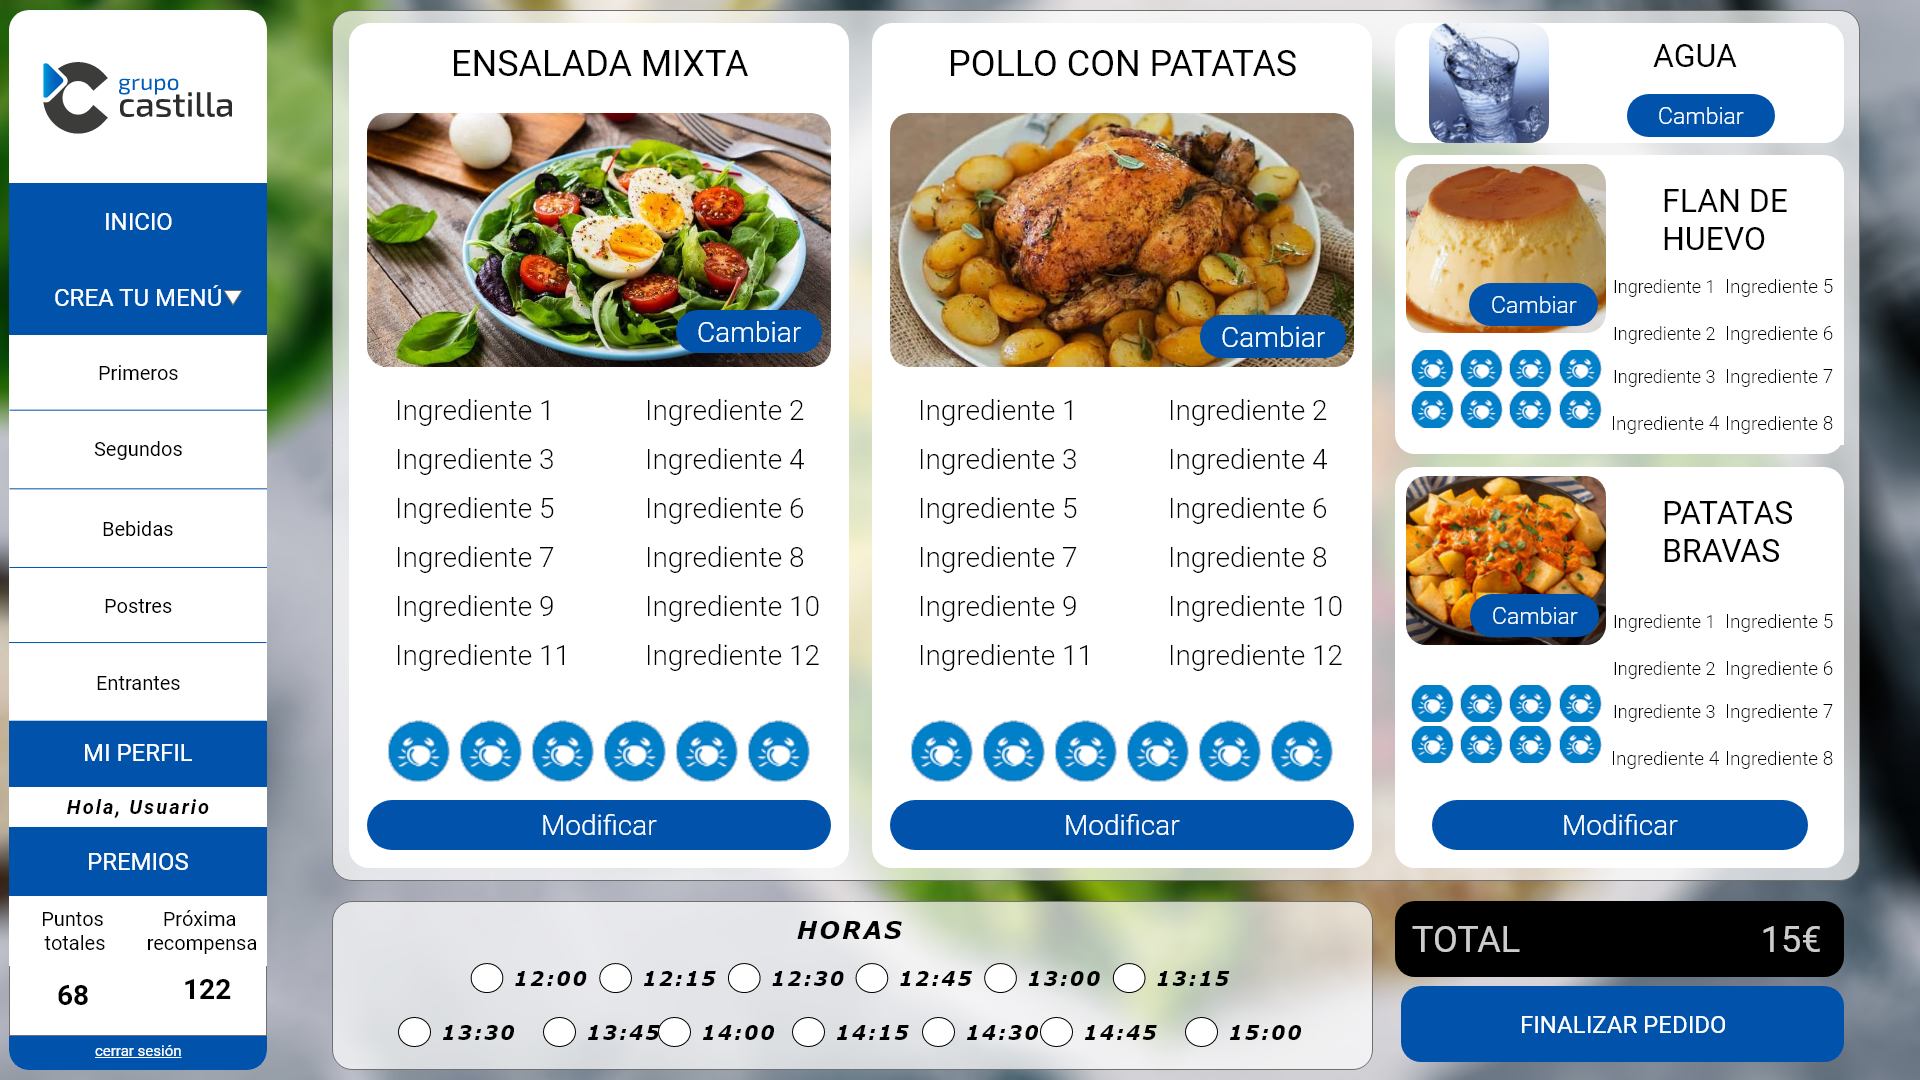 grupo
castilla
INICIO
CREA TU MENÚ
Primeros
Segundos
Bebidas
Postres
Entrantes
MI PERFIL
Hola, Usuario
PREMIOS
Puntos totales
Próxima recompensa
68
122
cerrar sesión
ENSALADA MIXTA
Cambiar
Ingrediente 1 Ingrediente 2
Ingrediente 3 Ingrediente 4
Ingrediente 5 Ingrediente 6
Ingrediente 7 Ingrediente 8
Ingrediente 9 Ingrediente 10
Ingrediente 11 Ingrediente 12
Modificar
POLLO CON PATATAS
Cambiar
Ingrediente 1 Ingrediente 2
Ingrediente 3 Ingrediente 4
Ingrediente 5 Ingrediente 6
Ingrediente 7 Ingrediente 8
Ingrediente 9 Ingrediente 10
Ingrediente 11 Ingrediente 12
Modificar
AGUA
Cambiar
FLAN DE
HUEVO
Cambiar
Ingrediente 1 Ingrediente 5
Ingrediente 2 Ingrediente 6
Ingrediente 3 Ingrediente 7
Ingrediente 4 Ingrediente 8
PATATAS
BRAVAS
Cambiar
Ingrediente 1 Ingrediente 5
Ingrediente 2 Ingrediente 6
Ingrediente 3 Ingrediente 7
Ingrediente 4 Ingrediente 8
Modificar
HORAS
12:00 12:15 12:30 12:45 13:00 13:15
13:30 13:45 14:00 14:15 14:30 14:45 15:00
TOTAL 15€
FINALIZAR PEDIDO